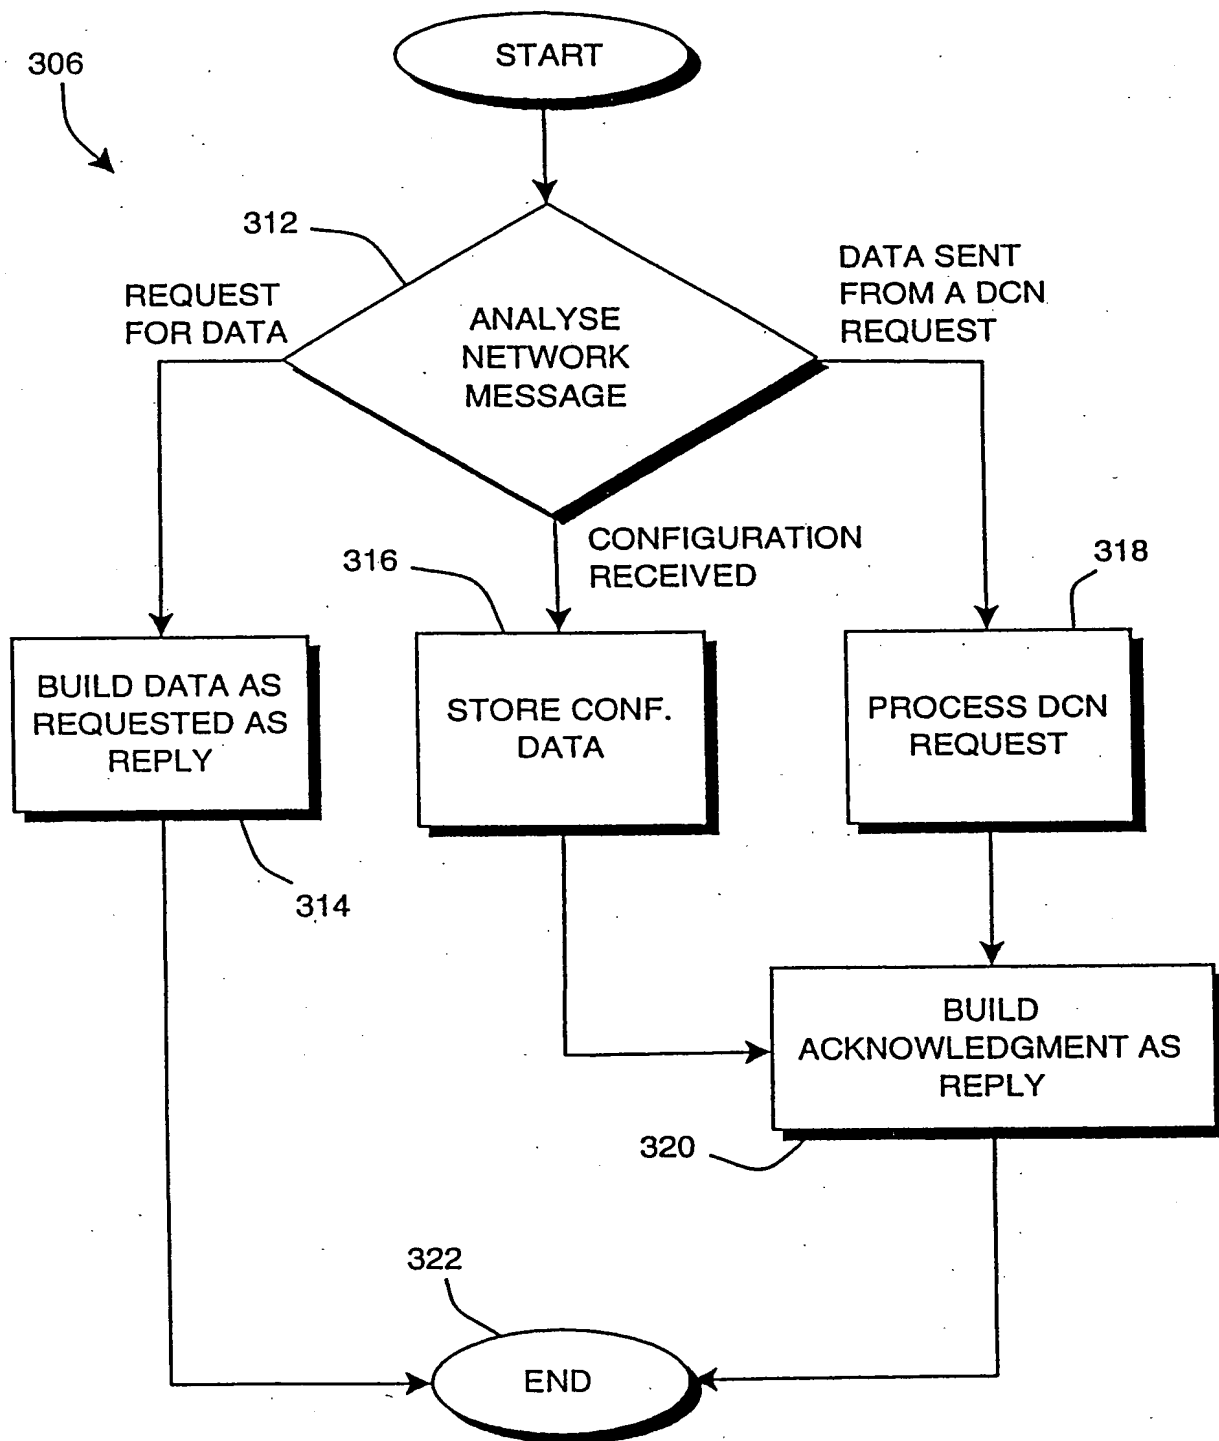 START
306
312
REQUEST
FOR DATA
ANALYSE
NETWORK
MESSAGE
DATA SENT
FROM A DCN
REQUEST
CONFIGURATION
RECEIVED
316
318
BUILD DATA AS
REQUESTED AS
REPLY
STORE CONF.
DATA
PROCESS DCN
REQUEST
314
BUILD
ACKNOWLEDGMENT AS
REPLY
320
322
END